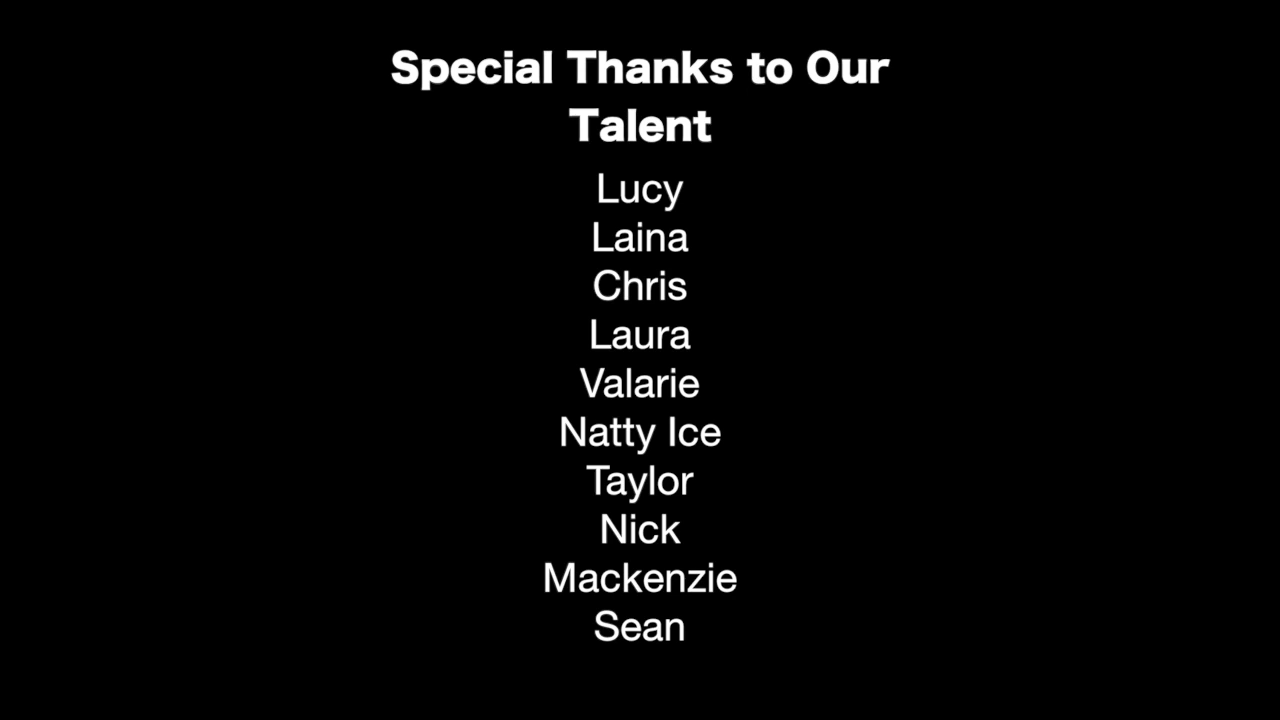 Special Thanks to Our
Talent
Lucy
Laina
Chris
Laura
Valarie
Natty Ice
Taylor
Nick
Mackenzie
Sean